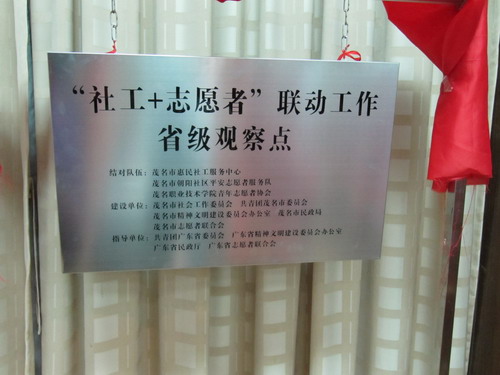 “社工+志愿者”联动工作
省级观察点
结对队伍：茂名市惠民社工服务中心
茂名市朝阳社区平安志愿者服务队
茂名职业技术学院青年志愿者协会
建设单位：茂名市社会工作委员会 共青团茂名市委员会
茂名市精神文明建设委员会办公室 茂名市民政局
茂名市志愿者联合会
指导单位：共青团广东省委员会 广东省精神文明建设委员会办公室
广东省民政厅 广东省志愿者联合会